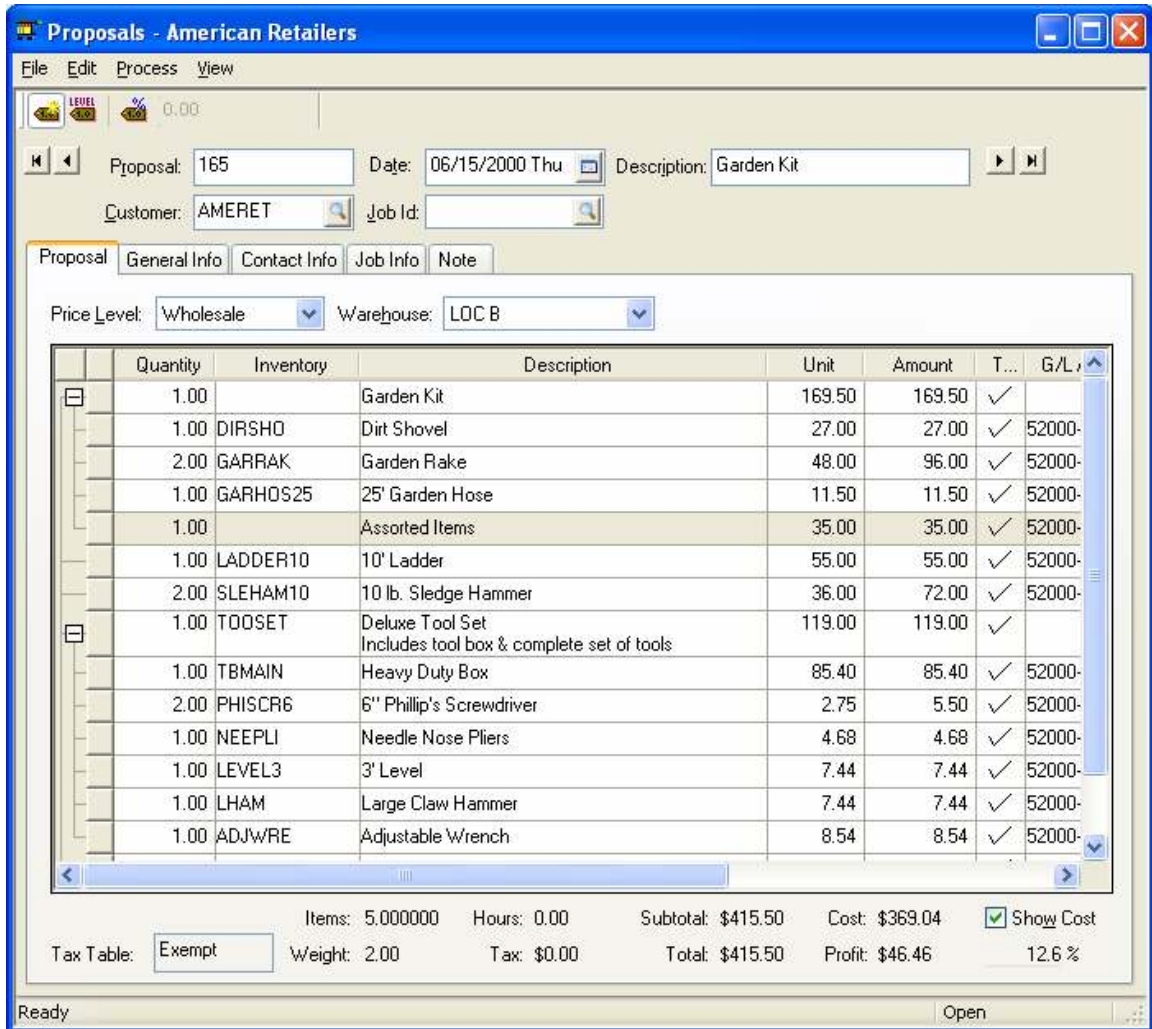 Proposals - American Retailers
File Edit Process View
LEVEL 0.00
Proposal: 165 Date: 06/15/2000 Thu Description: Garden Kit
Customer: AMERET Job Id:
Proposal General Info Contact Info Job Info Note
Price Level: Wholesale Warehouse: LOC B
Quantity Inventory Description Unit Amount T... G/L
1.00 Garden Kit 169.50 169.50
1.00 DIRSHO Dirt Shovel 27.00 27.00 52000-
2.00 GARRAK Garden Rake 48.00 96.00 52000-
1.00 GARHOS25 25' Garden Hose 11.50 11.50 52000-
1.00 Assorted Items 35.00 35.00 52000-
1.00 LADDER10 10' Ladder 55.00 55.00 52000-
2.00 SLEHAM10 10 lb. Sledge Hammer 36.00 72.00 52000-
1.00 TOOSET Deluxe Tool Set 119.00 119.00
Includes tool box & complete set of tools
1.00 TBMAIN Heavy Duty Box 85.40 85.40 52000-
2.00 PHISCR6 6" Phillip's Screwdriver 2.75 5.50 52000-
1.00 NEEPLI Needle Nose Pliers 4.68 4.68 52000-
1.00 LEVEL3 3' Level 7.44 7.44 52000-
1.00 LHAM Large Claw Hammer 7.44 7.44 52000-
1.00 ADJWRE Adjustable Wrench 8.54 8.54 52000-
Items: 5.000000 Hours: 0.00 Subtotal: $415.50 Cost: $369.04 Show Cost
Tax Table: Exempt Weight: 2.00 Tax: $0.00 Total: $415.50 Profit: $46.46 12.6 %
Ready Open